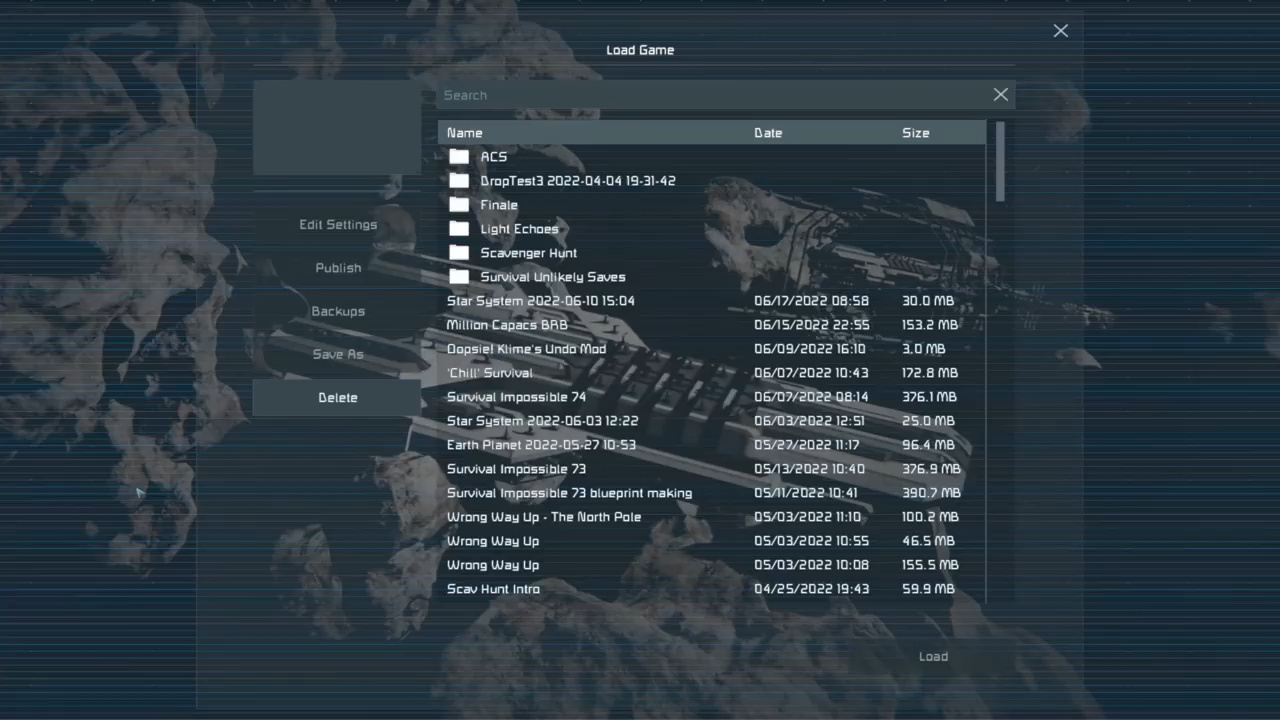 Load Game
Search
Name Date Size
ACS
DropTest3 2022-04-04 19-31-42
Finale
Light Echoes
Scavenger Hunt
Survival Unlikely Saves
Star System 2022-06-10 15:04 06/17/2022 08:58 30.0 MB
Million Capacs BRB 06/15/2022 22:55 153.2 MB
Oopsie! Klime's Undo Mod 06/09/2022 16:10 3.0 MB
'Chill' Survival 06/07/2022 10:43 172.8 MB
Survival Impossible 74 06/07/2022 08:14 376.1 MB
Star System 2022-06-03 12:22 06/03/2022 12:51 25.0 MB
Earth Planet 2022-05-27 10-53 05/27/2022 11:17 96.4 MB
Survival Impossible 73 05/13/2022 10:40 376.9 MB
Survival Impossible 73 blueprint making 05/11/2022 10:41 390.7 MB
Wrong Way Up - The North Pole 05/03/2022 11:10 100.2 MB
Wrong Way Up 05/03/2022 10:55 46.5 MB
Wrong Way Up 05/03/2022 10:08 155.5 MB
Scav Hunt Intro 04/25/2022 19:43 59.9 MB
Edit Settings
Publish
Backups
Save As
Delete
Load